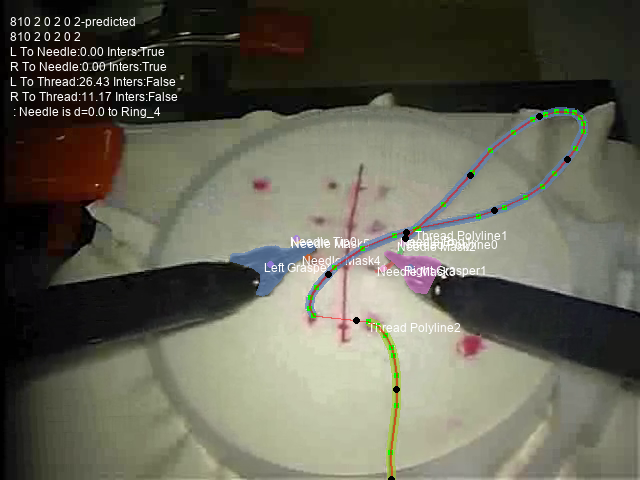 810 2 0 2 0 2-predicted
810 2 0 2 0 2
L To Needle:0.00 Inters:True
R To Needle:0.00 Inters:True
L To Thread:26.43 Inters:False
R To Thread:11.17 Inters:False
: Needle is d=0.0 to Ring_4
Thread Polyline1
Needle Mask4
Left Grasper
Right Grasper1
Thread Polyline2